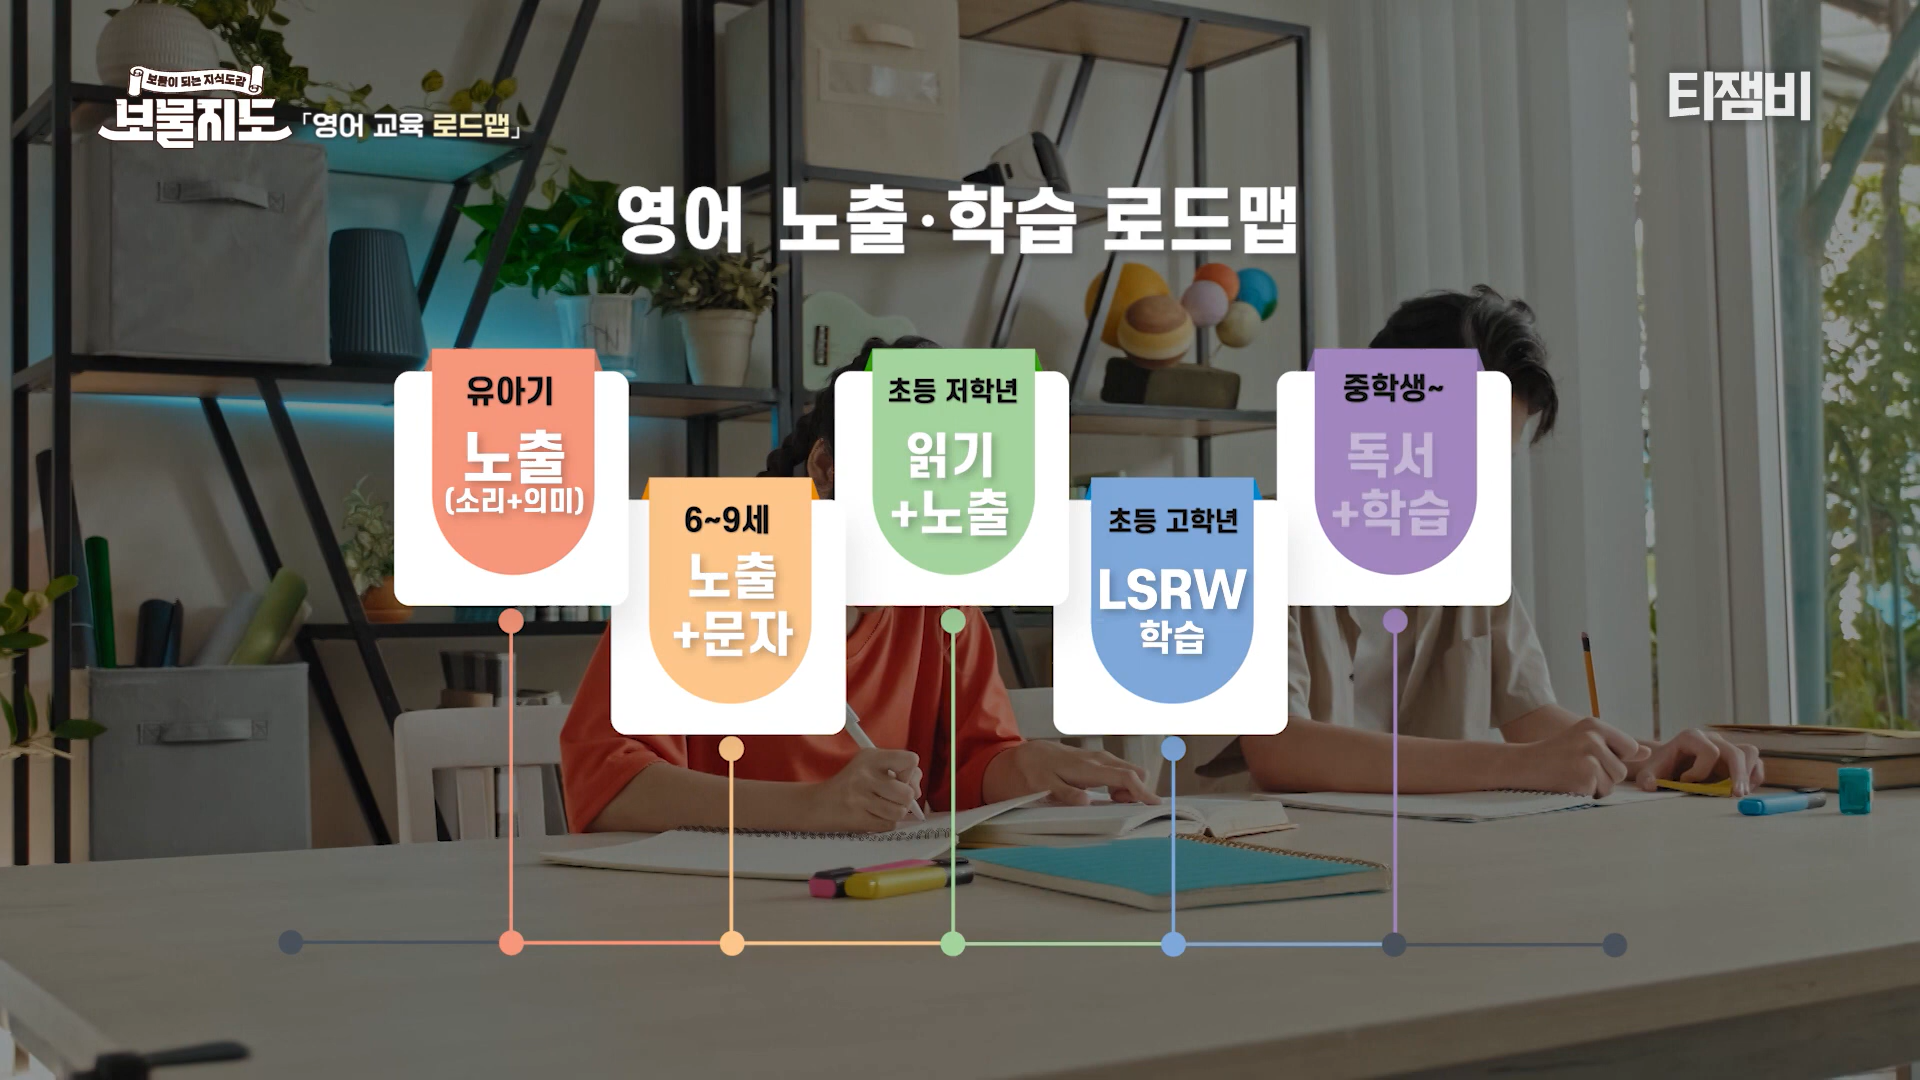 보물이 되는 지식도감
보물지도
「영어 교육 로드맵」
티잼비
영어 노출·학습 로드맵
유아기
노출
(소리+의미)
6~9세
노출
+문자
초등 저학년
읽기
+노출
초등 고학년
LSRW
학습
중학생~
독서
+학습